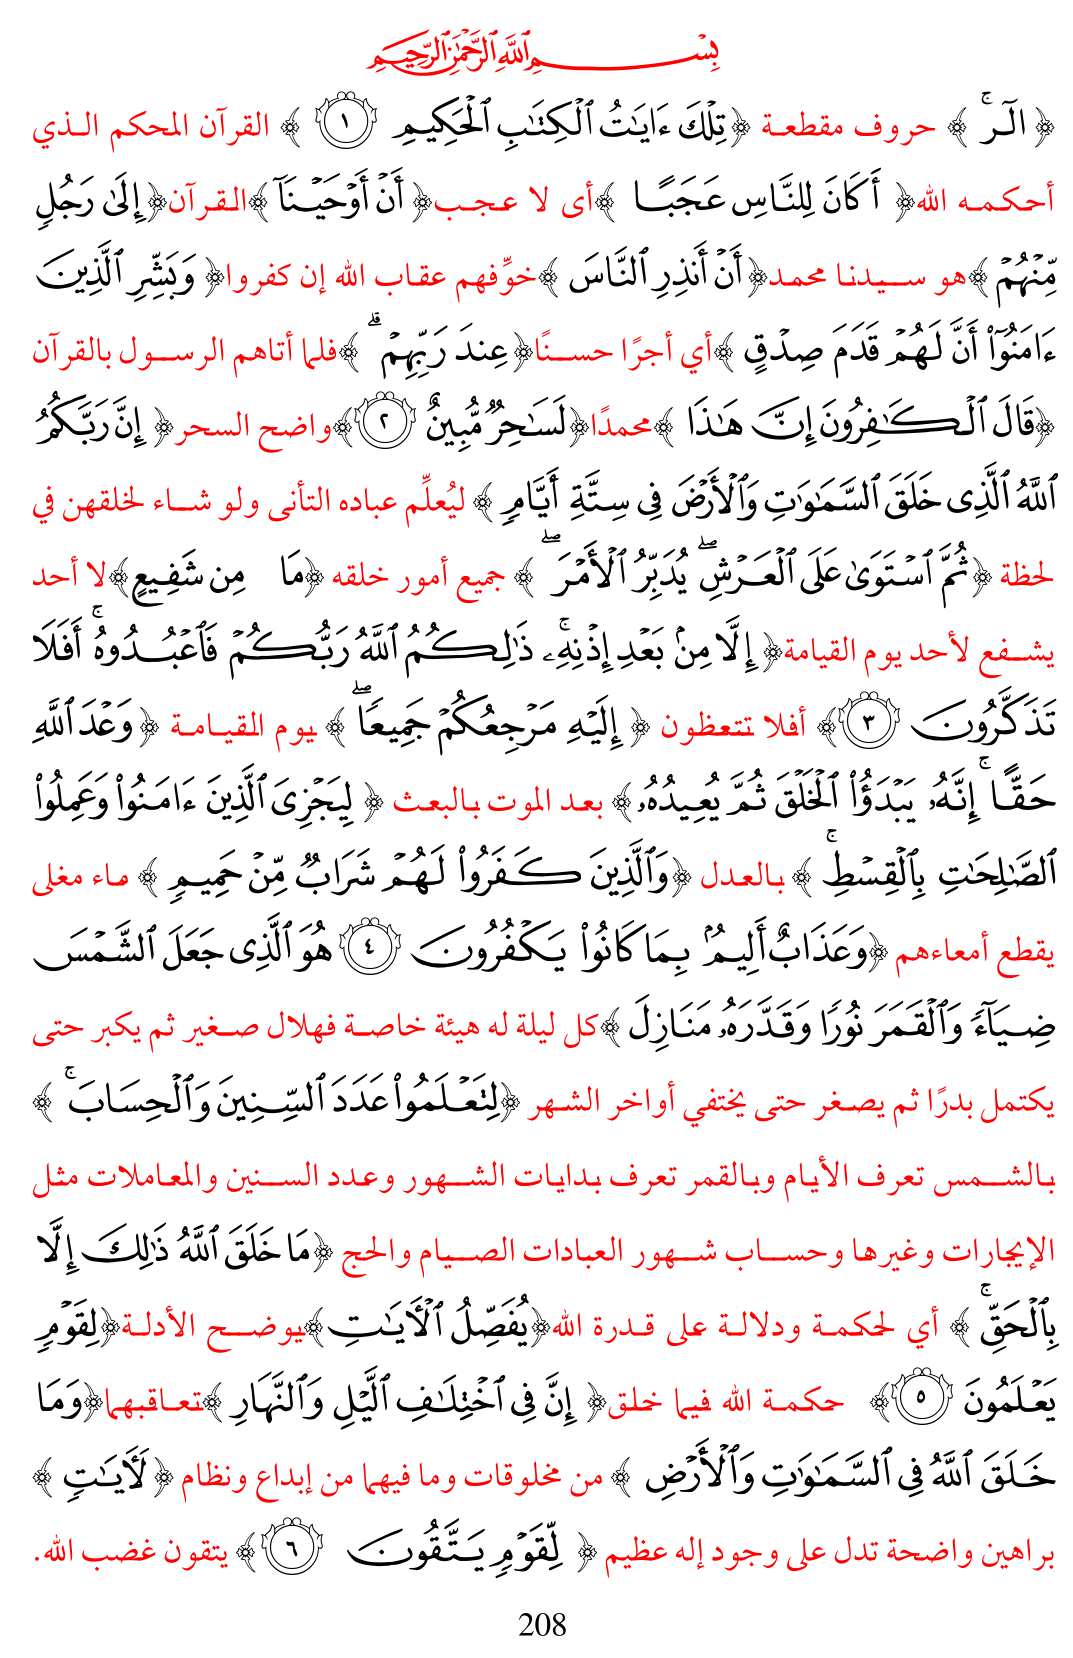 بِسْمِ ٱللَّهِ ٱلرَّحْمَٰنِ ٱلرَّحِيمِ
﴿ الٓرۚ ﴾ حروف مقطعة ﴿تِلْكَ ءَايَٰتُ ٱلْكِتَٰبِ ٱلْحَكِيمِ ١ ﴾ القرآن المحكم الذي
أحكمه الله﴿ أَكَانَ لِلنَّاسِ عَجَبًا ﴾أى لا عجب﴿ أَنْ أَوْحَيْنَآ﴾القرآن﴿إِلَىٰ رَجُلٍ
مِّنْهُمْ ﴾هو سيدنا محمد﴿أَنْ أَنذِرِ ٱلنَّاسَ ﴾خوِّفهم عقاب الله إن كفروا﴿ وَبَشِّرِ ٱلَّذِينَ
ءَامَنُوٓا۟ أَنَّ لَهُمْ قَدَمَ صِدْقٍ ﴾أي أجرًا حسنًا﴿عِندَ رَبِّهِمْ ۗ ﴾فلما أتاهم الرسول بالقرآن
﴿قَالَ ٱلْكَٰفِرُونَ إِنَّ هَٰذَا ﴾محمدًا﴿لَسَٰحِرٌ مُّبِينٌ ٢ ﴾واضح السحر﴿ إِنَّ رَبَّكُمُ
ٱللَّهُ ٱلَّذِى خَلَقَ ٱلسَّمَٰوَٰتِ وَٱلْأَرْضَ فِى سِتَّةِ أَيَّامٍ ﴾ ليُعلِّم عباده التأنى ولو شاء لخلقهن في
لحظة ﴿ثُمَّ ٱسْتَوَىٰ عَلَى ٱلْعَرْشِۖ يُدَبِّرُ ٱلْأَمْرَۖ ﴾ جميع أمور خلقه ﴿مَا مِن شَفِيعٍ﴾لا أحد
يشفع لأحد يوم القيامة﴿ إِلَّا مِنۢ بَعْدِ إِذْنِهِۦۚ ذَٰلِكُمُ ٱللَّهُ رَبُّكُمْ فَٱعْبُدُوهُۚ أَفَلَا
تَذَكَّرُونَ ٣ ﴾ أفلا تتعظون ﴿ إِلَيْهِ مَرْجِعُكُمْ جَمِيعًاۖ ﴾ يوم القيامة ﴿وَعْدَ ٱللَّهِ
حَقًّاۚ إِنَّهُۥ يَبْدَؤُا۟ ٱلْخَلْقَ ثُمَّ يُعِيدُهُۥ ﴾ بعد الموت بالبعث ﴿ لِيَجْزِىَ ٱلَّذِينَ ءَامَنُوا۟ وَعَمِلُوا۟
ٱلصَّٰلِحَٰتِ بِٱلْقِسْطِۚ ﴾ بالعدل ﴿وَٱلَّذِينَ كَفَرُوا۟ لَهُمْ شَرَابٌ مِّنْ حَمِيمٍ ﴾ ماء مغلى
يقطع أمعاءهم ﴿وَعَذَابٌ أَلِيمٌۢ بِمَا كَانُوا۟ يَكْفُرُونَ ٤ هُوَ ٱلَّذِى جَعَلَ ٱلشَّمْسَ
ضِيَآءً وَٱلْقَمَرَ نُورًا وَقَدَّرَهُۥ مَنَازِلَ ﴾كل ليلة له هيئة خاصة فهلال صغير ثم يكبر حتى
يكتمل بدرًا ثم يصغر حتى يختفي أواخر الشهر ﴿لِتَعْلَمُوا۟ عَدَدَ ٱلسِّنِينَ وَٱلْحِسَابَۚ ﴾
بالشمس تعرف الأيام وبالقمر تعرف بدايات الشهور وعدد السنين والمعاملات مثل
الإيجارات وغيرها وحساب شهور العبادات الصيام والحج ﴿مَا خَلَقَ ٱللَّهُ ذَٰلِكَ إِلَّا
بِٱلْحَقِّۚ ﴾ أي لحكمة ودلالة على قدرة الله﴿يُفَصِّلُ ٱلْءَايَٰتِ﴾يوضح الأدلة﴿لِقَوْمٍ
يَعْلَمُونَ ٥ ﴾ حكمة الله فيما خلق﴿ إِنَّ فِى ٱخْتِلَٰفِ ٱلَّيْلِ وَٱلنَّهَارِ ﴾تعاقبهما﴿وَمَا
خَلَقَ ٱللَّهُ فِى ٱلسَّمَٰوَٰتِ وَٱلْأَرْضِ ﴾ من مخلوقات وما فيهما من إبداع ونظام ﴿ لَءَايَٰتٍ ﴾
براهين واضحة تدل على وجود إله عظيم ﴿ لِّقَوْمٍ يَتَّقُونَ ٦ ﴾ يتقون غضب الله.
208